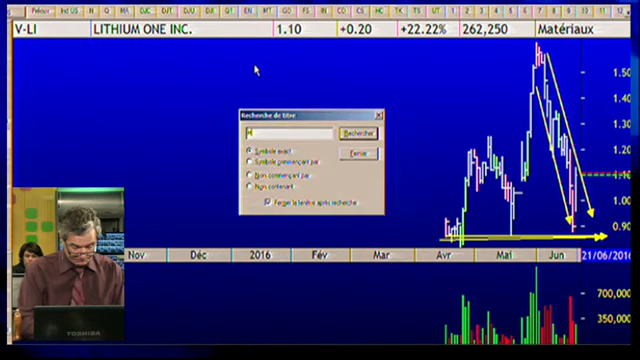 V-LI LITHIUM ONE INC. 1.10 +0.20 +22.22% 262,250 Matériaux
Recherche de titre
Rechercher
Symbole exact
Fermer
Symbole commençant par
Nom commençant par
Nom contenant
Fermer la fenêtre après recherche
1.50
1.40
1.30
1.20
1.10
1.00
0.90
Nov Déc 2016 Fév Mar Avr Mai Jun 21/06/2016
700,000
350,000
TOSHIBA